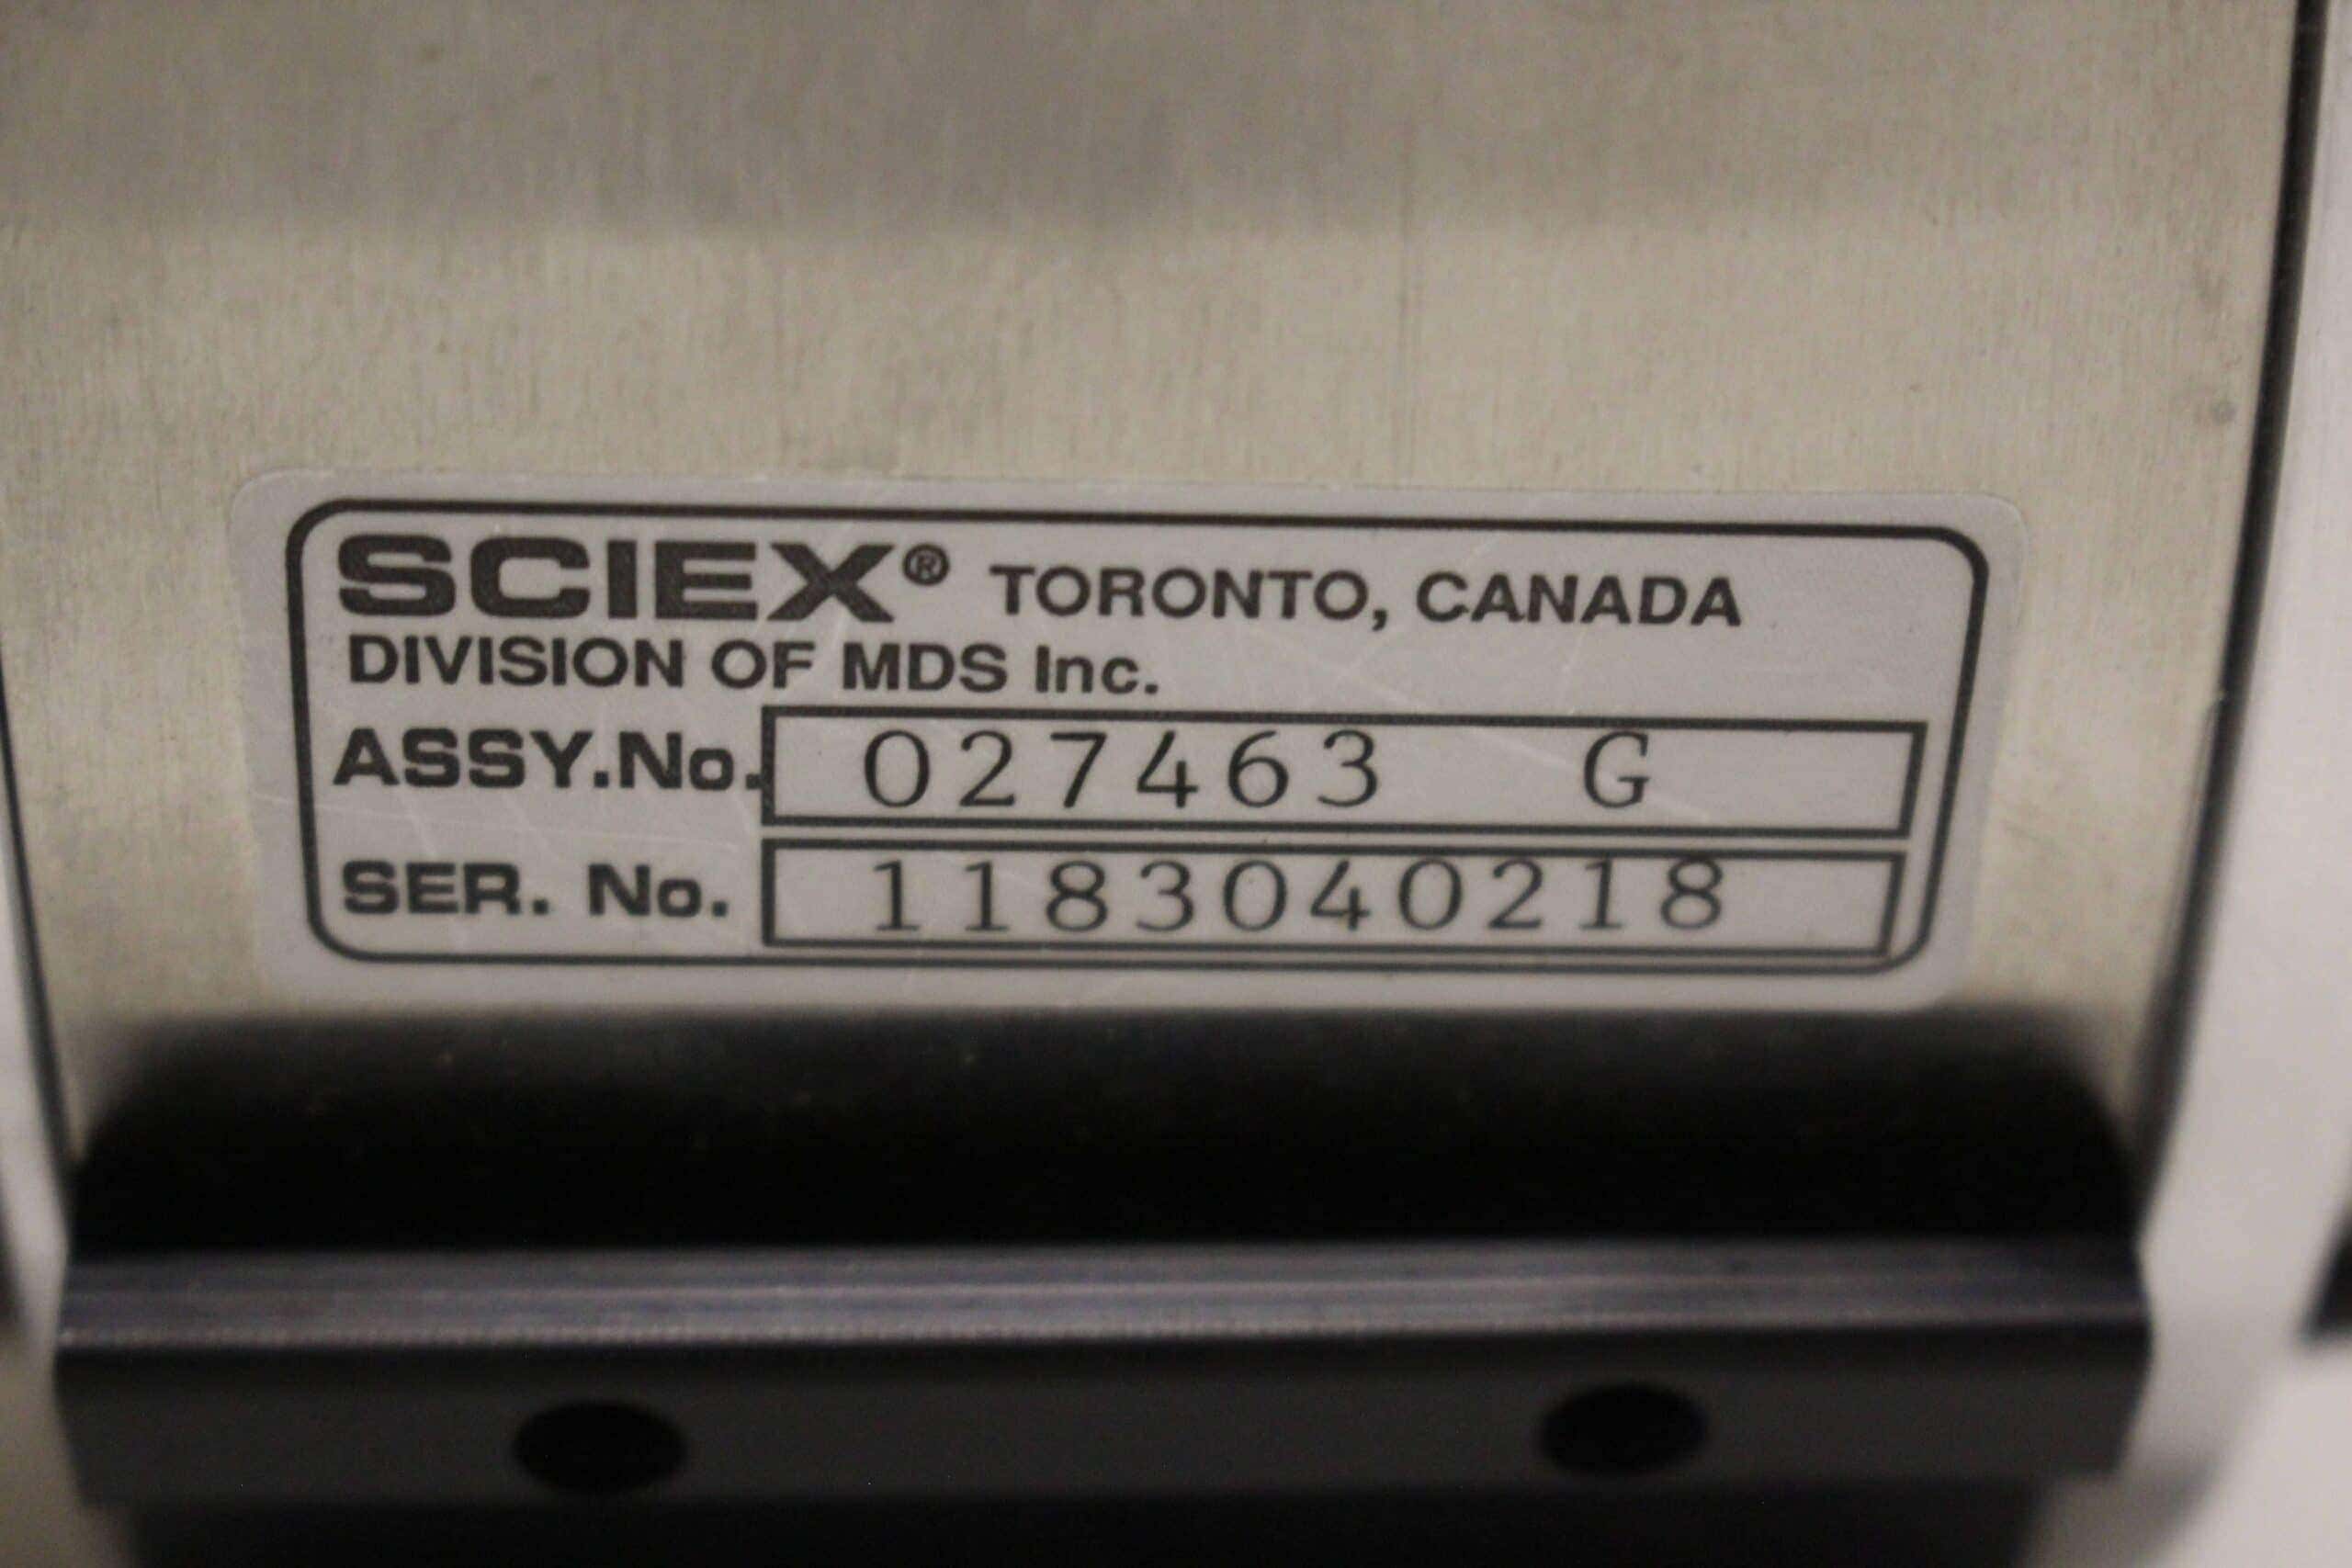 SCIEX® TORONTO, CANADA
DIVISION OF MDS Inc.
ASSY.No. 027463 G
SER. No. 1183040218